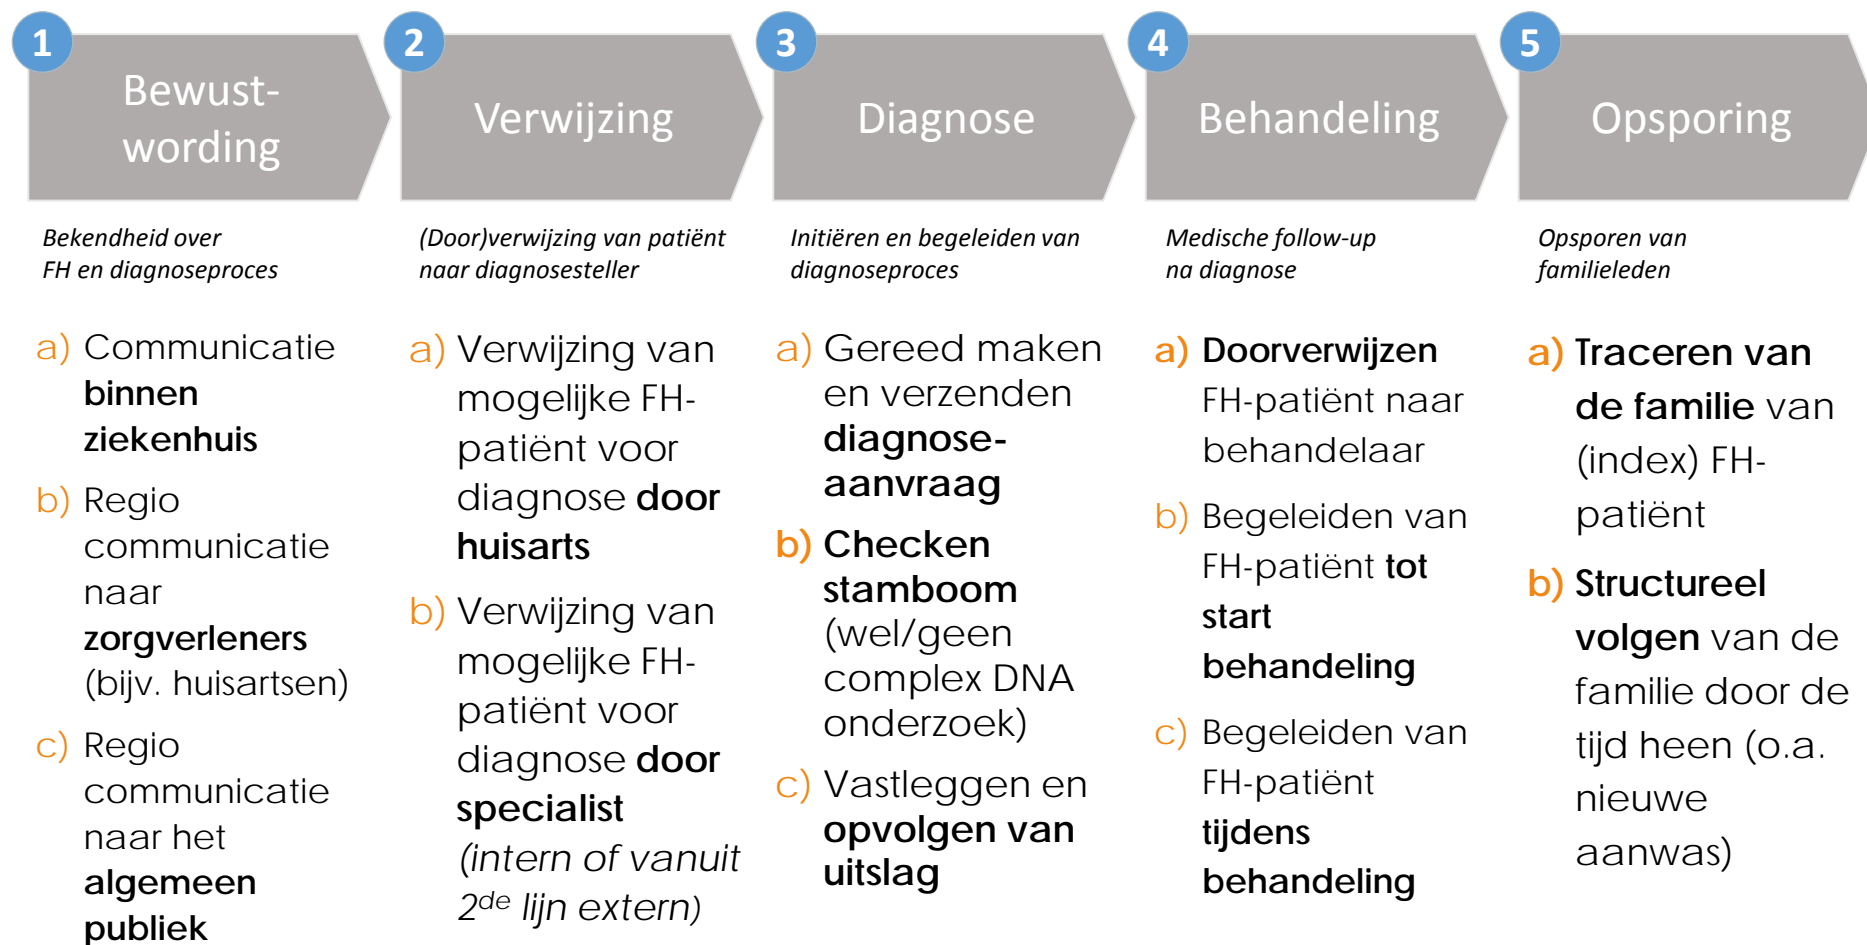 1
Bewust-
wording
Bekendheid over
FH en diagnoseproces
a) Communicatie
binnen
ziekenhuis
b) Regio
communicatie
naar
zorgverleners
(bijv. huisartsen)
c) Regio
communicatie
naar het
algemeen
publiek
2
Verwijzing
(Door)verwijzing van patiënt
naar diagnosesteller
a) Verwijzing van
mogelijke FH-
patiënt voor
diagnose door
huisarts
b) Verwijzing van
mogelijke FH-
patiënt voor
diagnose door
specialist
(intern of vanuit
2de lijn extern)
3
Diagnose
Initiëren en begeleiden van
diagnoseproces
a) Gereed maken
en verzenden
diagnose-
aanvraag
b) Checken
stamboom
(wel/geen
complex DNA
onderzoek)
c) Vastleggen en
opvolgen van
uitslag
4
Behandeling
Medische follow-up
na diagnose
a) Doorverwijzen
FH-patiënt naar
behandelaar
b) Begeleiden van
FH-patiënt tot
start
behandeling
c) Begeleiden van
FH-patiënt
tijdens
behandeling
5
Opsporing
Opsporen van
familieleden
a) Traceren van
de familie van
(index) FH-
patiënt
b) Structureel
volgen van de
familie door de
tijd heen (o.a.
nieuwe
aanwas)